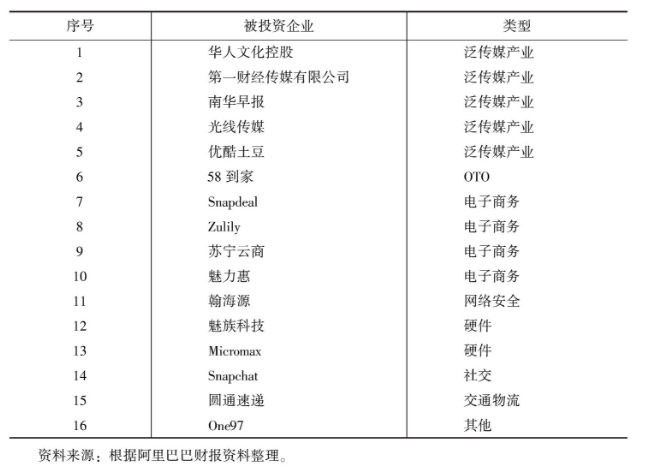 序号 被投资企业 类型
1 华人文化控股 泛传媒产业
2 第一财经传媒有限公司 泛传媒产业
3 南华早报 泛传媒产业
4 光线传媒 泛传媒产业
5 优酷土豆 泛传媒产业
6 58 到家 OTO
7 Snapdeal 电子商务
8 Zulily 电子商务
9 苏宁云商 电子商务
10 魅力惠 电子商务
11 翰海源 网络安全
12 魅族科技 硬件
13 Micromax 硬件
14 Snapchat 社交
15 圆通速递 交通物流
16 One97 其他
资料来源：根据阿里巴巴财报资料整理。